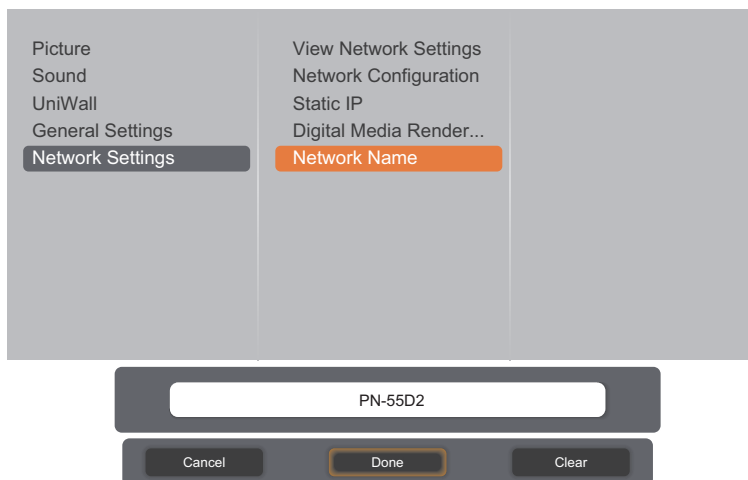 Picture
Sound
UniWall
General Settings
Network Settings
View Network Settings
Network Configuration
Static IP
Digital Media Render...
Network Name
PN-55D2
Cancel
Done
Clear